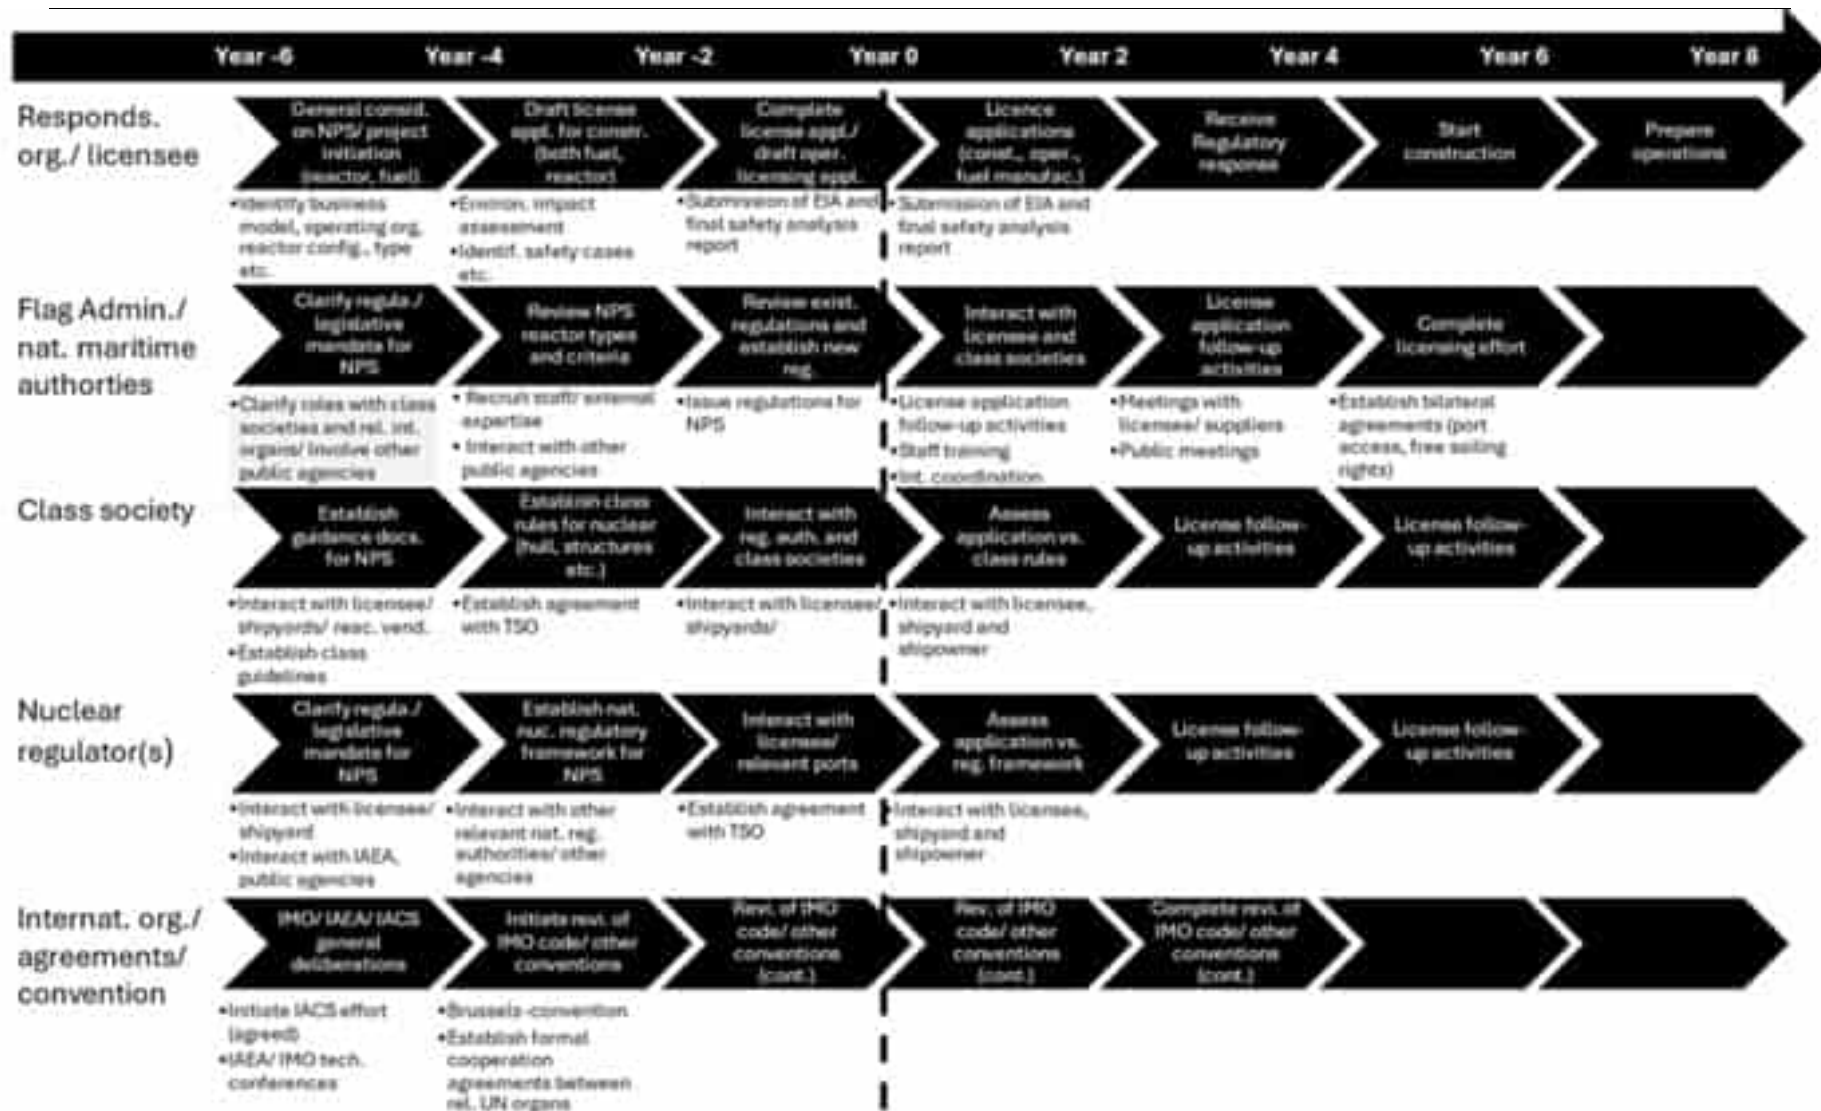 Year -6 Year -4 Year -2 Year 0 Year 2 Year 4 Year 6 Year 8
Responds.
org./ licensee
General consid.
on NPS/ project
initiation
(reactor, fuel)
Draft license
appl. for constr.
(both fuel,
reactor)
Complete
license appl./
draft oper.
licensing appl.
Licence
applications
(const., oper.,
fuel manufac.)
Receive
Regulatory
response
Start
construction
Prepare
operations
•Identify business
model, operating org,
reactor config., type
etc.
•Environ. impact
assessment
•Identif. safety cases
etc.
•Submission of EIA and
final safety analysis
report
•Submission of EIA and
final safety analysis
report
Flag Admin./
nat. maritime
authorties
Clarify regula./
legislative
mandate for
NPS
Review NPS
reactor types
and criteria
Review exist.
regulations and
establish new
reg.
Interact with
licensee and
class societies
License
application
follow-up
activities
Complete
licensing effort
•Clarify roles with class
societies and rel. int.
organs/ involve other
public agencies
• Recruit staff/ external
expertise
• Interact with other
public agencies
•Issue regulations for
NPS
•License application
follow-up activities
•Staff training
•Int. coordination
•Meetings with
licensee/ suppliers
•Public meetings
•Establish bilateral
agreements (port
access, free sailing
rights)
Class society
Establish
guidance docs.
for NPS
Establish class
rules for nuclear
(hull, structures
etc.)
Interact with
reg. auth. and
class societies
Assess
application vs.
class rules
License follow-
up activities
License follow-
up activities
•Interact with licensee/
shipyards/ reac. vend.
•Establish class
guidelines
•Establish agreement
with TSO
•Interact with licensee/
shipyards/
•Interact with licensee,
shipyard and
shipowner
Nuclear
regulator(s)
Clarify regula./
legislative
mandate for
NPS
Establish nat.
nuc. regulatory
framework for
NPS
Interact with
licensee/
relevant ports
Assess
application vs.
reg. framework
License follow-
up activities
License follow-
up activities
•Interact with licensee/
shipyard
•Interact with IAEA,
public agencies
•Interact with other
relevant nat. reg.
authorities/ other
agencies
•Establish agreement
with TSO
•Interact with licensee,
shipyard and
shipowner
Internat. org./
agreements/
convention
IMO/ IAEA/ IACS
general
deliberations
Initiate revi. of
IMO code/ other
conventions
Revi. of IMO
code/ other
conventions
(cont.)
Rev. of IMO
code/ other
conventions
(cont.)
Complete revi. of
IMO code/ other
conventions
(cont.)
•Initiate IACS effort
(agreed)
•IAEA/ IMO tech.
conferences
•Brussels-convention
•Establish formal
cooperation
agreements between
rel. UN organs